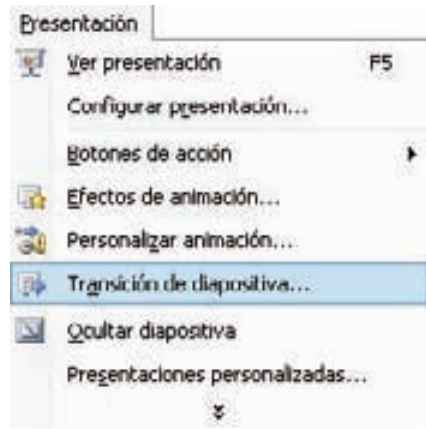 Presentación
Ver presentación F5
Configurar presentación...
Botones de acción
Efectos de animación...
Personalizar animación...
Transición de diapositiva...
Ocultar diapositiva
Presentaciones personalizadas...